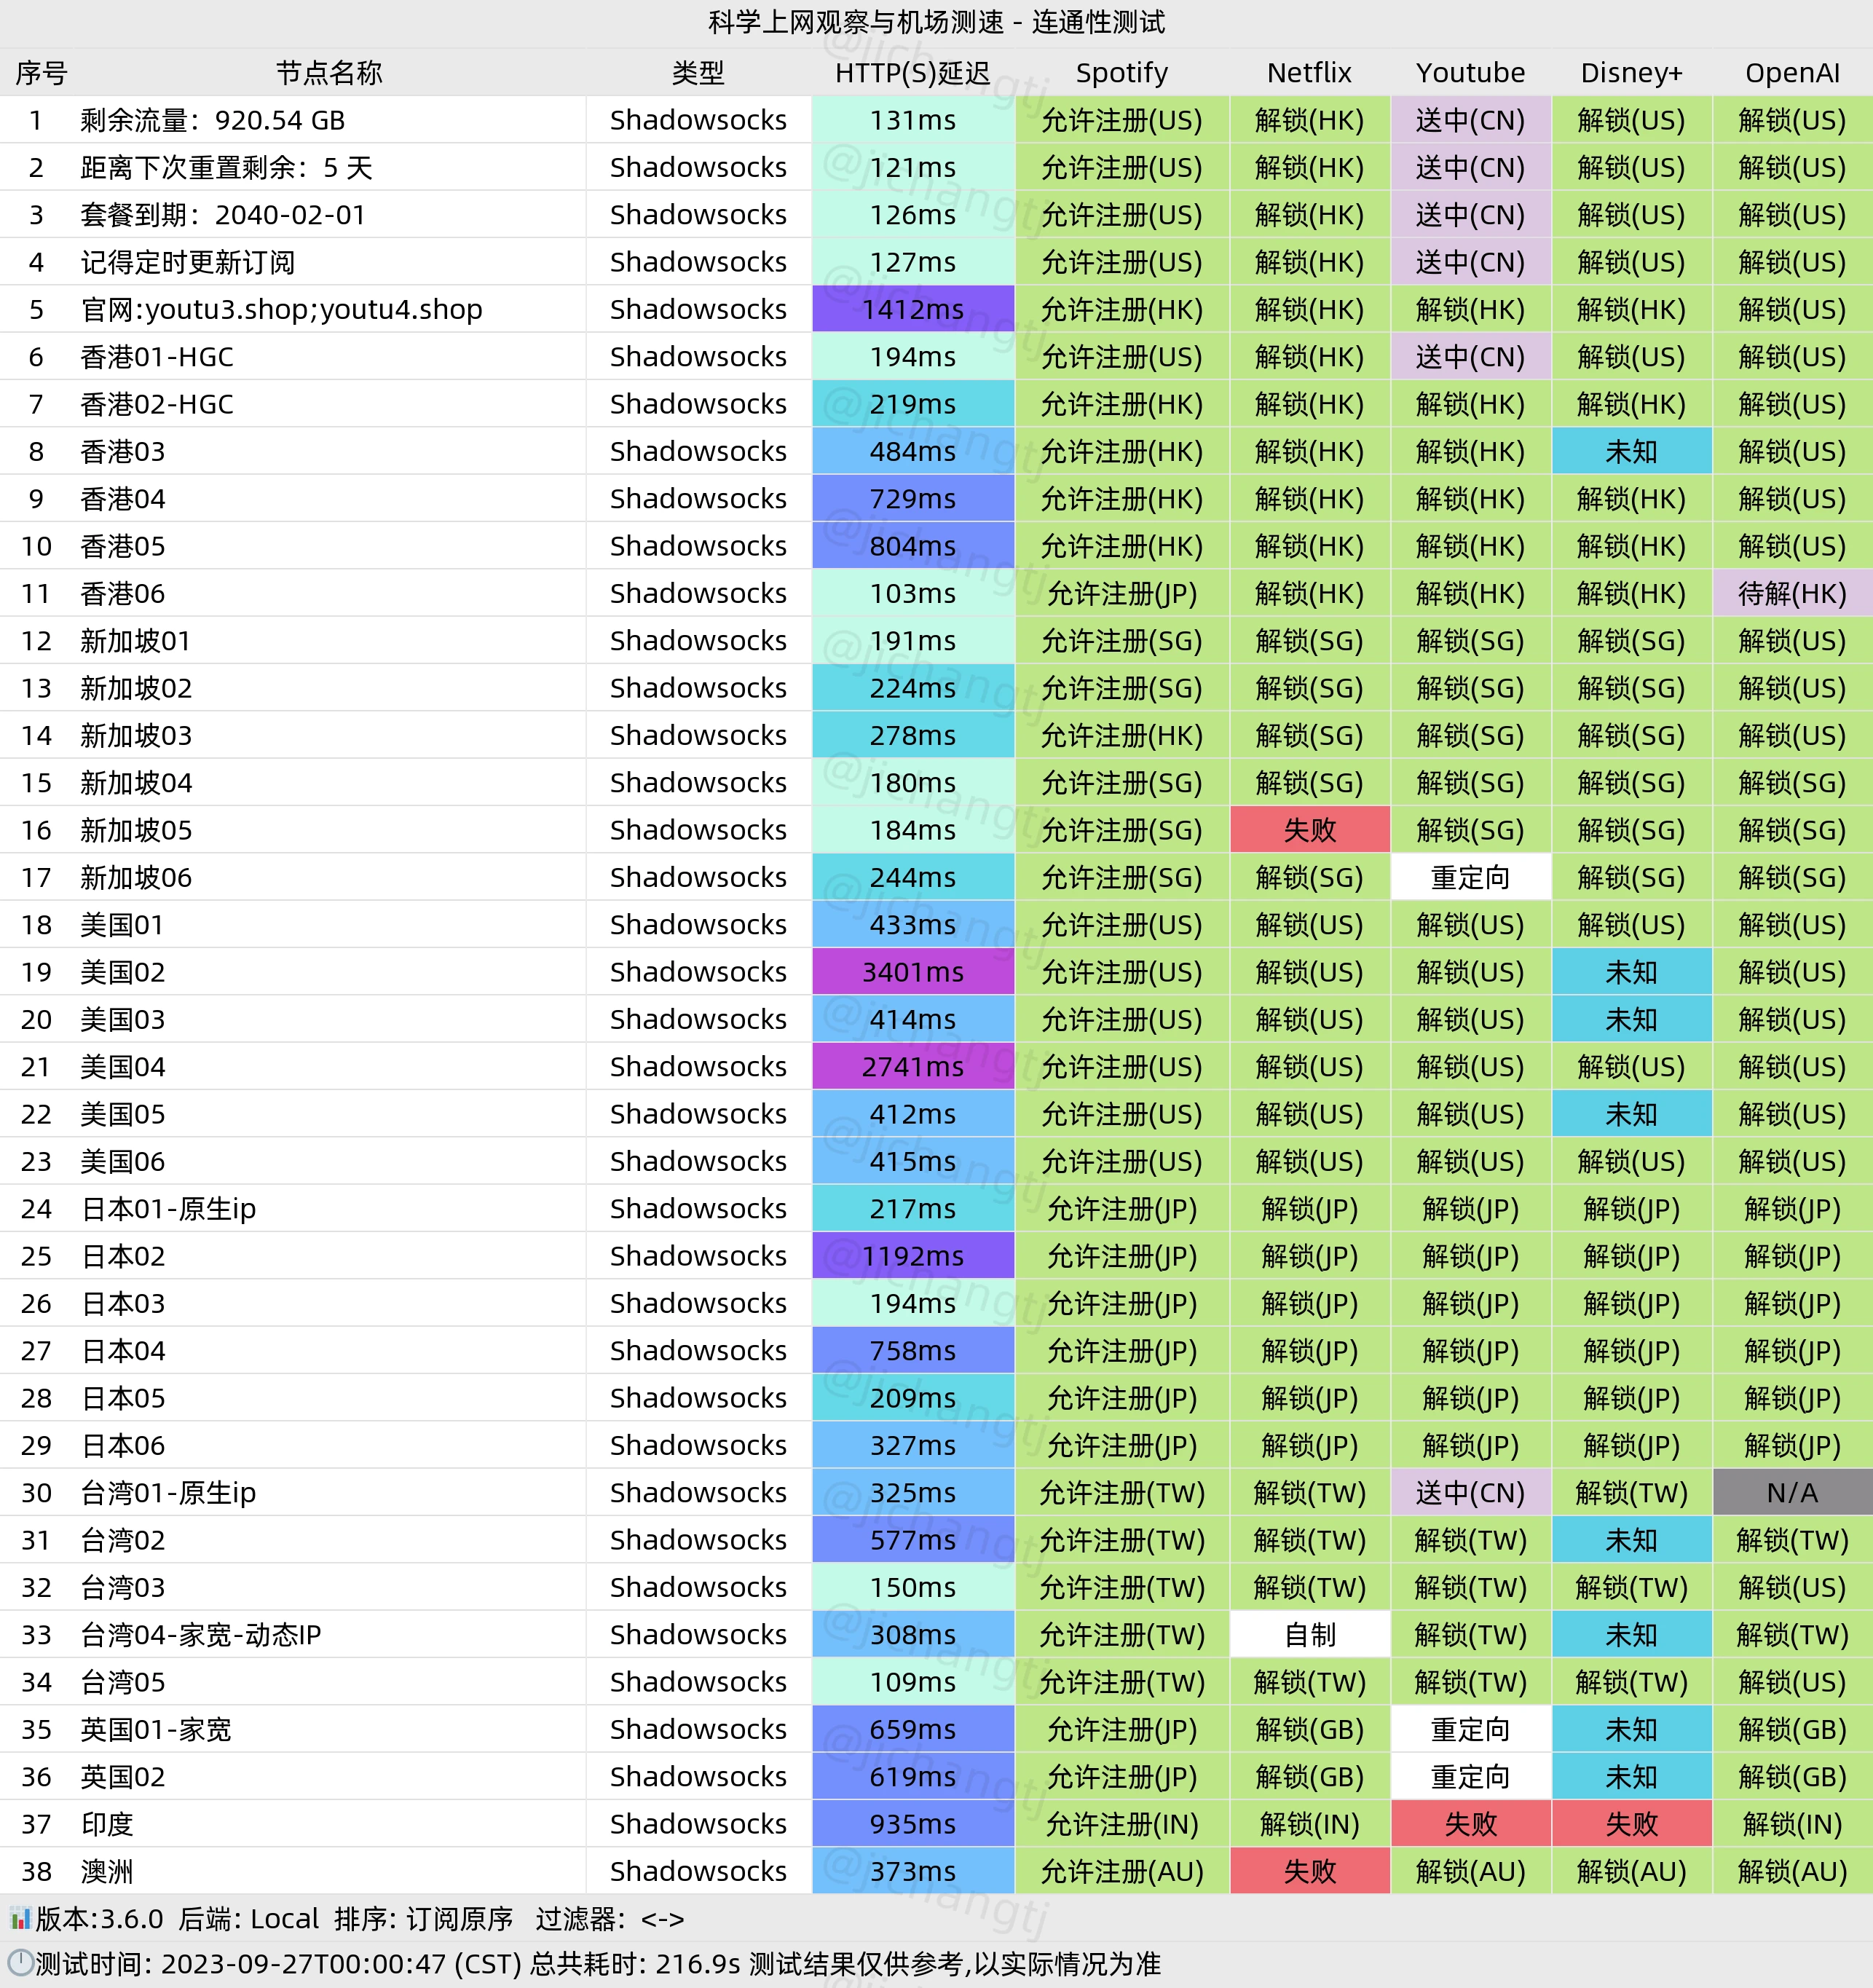 科学上网观察与机场测速 - 连通性测试
序号 节点名称 类型 HTTP(S)延迟 Spotify Netflix Youtube Disney+ OpenAI
1 剩余流量：920.54 GB Shadowsocks 131ms 允许注册(US) 解锁(HK) 送中(CN) 解锁(US) 解锁(US)
2 距离下次重置剩余：5 天 Shadowsocks 121ms 允许注册(US) 解锁(HK) 送中(CN) 解锁(US) 解锁(US)
3 套餐到期：2040-02-01 Shadowsocks 126ms 允许注册(US) 解锁(HK) 送中(CN) 解锁(US) 解锁(US)
4 记得定时更新订阅 Shadowsocks 127ms 允许注册(US) 解锁(HK) 送中(CN) 解锁(US) 解锁(US)
5 官网:youtu3.shop;youtu4.shop Shadowsocks 1412ms 允许注册(HK) 解锁(HK) 解锁(HK) 解锁(HK) 解锁(US)
6 香港01-HGC Shadowsocks 194ms 允许注册(US) 解锁(HK) 送中(CN) 解锁(US) 解锁(US)
7 香港02-HGC Shadowsocks 219ms 允许注册(HK) 解锁(HK) 解锁(HK) 解锁(HK) 解锁(US)
8 香港03 Shadowsocks 484ms 允许注册(HK) 解锁(HK) 解锁(HK) 未知 解锁(US)
9 香港04 Shadowsocks 729ms 允许注册(HK) 解锁(HK) 解锁(HK) 解锁(HK) 解锁(US)
10 香港05 Shadowsocks 804ms 允许注册(HK) 解锁(HK) 解锁(HK) 解锁(HK) 解锁(US)
11 香港06 Shadowsocks 103ms 允许注册(JP) 解锁(HK) 解锁(HK) 解锁(HK) 待解(HK)
12 新加坡01 Shadowsocks 191ms 允许注册(SG) 解锁(SG) 解锁(SG) 解锁(SG) 解锁(US)
13 新加坡02 Shadowsocks 224ms 允许注册(SG) 解锁(SG) 解锁(SG) 解锁(SG) 解锁(US)
14 新加坡03 Shadowsocks 278ms 允许注册(HK) 解锁(SG) 解锁(SG) 解锁(SG) 解锁(US)
15 新加坡04 Shadowsocks 180ms 允许注册(SG) 解锁(SG) 解锁(SG) 解锁(SG) 解锁(SG)
16 新加坡05 Shadowsocks 184ms 允许注册(SG) 失败 解锁(SG) 解锁(SG) 解锁(SG)
17 新加坡06 Shadowsocks 244ms 允许注册(SG) 解锁(SG) 重定向 解锁(SG) 解锁(SG)
18 美国01 Shadowsocks 433ms 允许注册(US) 解锁(US) 解锁(US) 解锁(US) 解锁(US)
19 美国02 Shadowsocks 3401ms 允许注册(US) 解锁(US) 解锁(US) 未知 解锁(US)
20 美国03 Shadowsocks 414ms 允许注册(US) 解锁(US) 解锁(US) 未知 解锁(US)
21 美国04 Shadowsocks 2741ms 允许注册(US) 解锁(US) 解锁(US) 解锁(US) 解锁(US)
22 美国05 Shadowsocks 412ms 允许注册(US) 解锁(US) 解锁(US) 未知 解锁(US)
23 美国06 Shadowsocks 415ms 允许注册(US) 解锁(US) 解锁(US) 解锁(US) 解锁(US)
24 日本01-原生ip Shadowsocks 217ms 允许注册(JP) 解锁(JP) 解锁(JP) 解锁(JP) 解锁(JP)
25 日本02 Shadowsocks 1192ms 允许注册(JP) 解锁(JP) 解锁(JP) 解锁(JP) 解锁(JP)
26 日本03 Shadowsocks 194ms 允许注册(JP) 解锁(JP) 解锁(JP) 解锁(JP) 解锁(JP)
27 日本04 Shadowsocks 758ms 允许注册(JP) 解锁(JP) 解锁(JP) 解锁(JP) 解锁(JP)
28 日本05 Shadowsocks 209ms 允许注册(JP) 解锁(JP) 解锁(JP) 解锁(JP) 解锁(JP)
29 日本06 Shadowsocks 327ms 允许注册(JP) 解锁(JP) 解锁(JP) 解锁(JP) 解锁(JP)
30 台湾01-原生ip Shadowsocks 325ms 允许注册(TW) 解锁(TW) 送中(CN) 解锁(TW) N/A
31 台湾02 Shadowsocks 577ms 允许注册(TW) 解锁(TW) 解锁(TW) 未知 解锁(TW)
32 台湾03 Shadowsocks 150ms 允许注册(TW) 解锁(TW) 解锁(TW) 解锁(TW) 解锁(US)
33 台湾04-家宽-动态IP Shadowsocks 308ms 允许注册(TW) 自制 解锁(TW) 未知 解锁(TW)
34 台湾05 Shadowsocks 109ms 允许注册(TW) 解锁(TW) 解锁(TW) 解锁(TW) 解锁(US)
35 英国01-家宽 Shadowsocks 659ms 允许注册(JP) 解锁(GB) 重定向 未知 解锁(GB)
36 英国02 Shadowsocks 619ms 允许注册(JP) 解锁(GB) 重定向 未知 解锁(GB)
37 印度 Shadowsocks 935ms 允许注册(IN) 解锁(IN) 失败 失败 解锁(IN)
38 澳洲 Shadowsocks 373ms 允许注册(AU) 失败 解锁(AU) 解锁(AU) 解锁(AU)
版本:3.6.0 后端: Local 排序: 订阅原序 过滤器: <->
测试时间: 2023-09-27T00:00:47 (CST) 总共耗时: 216.9s 测试结果仅供参考,以实际情况为准
@jichangtj